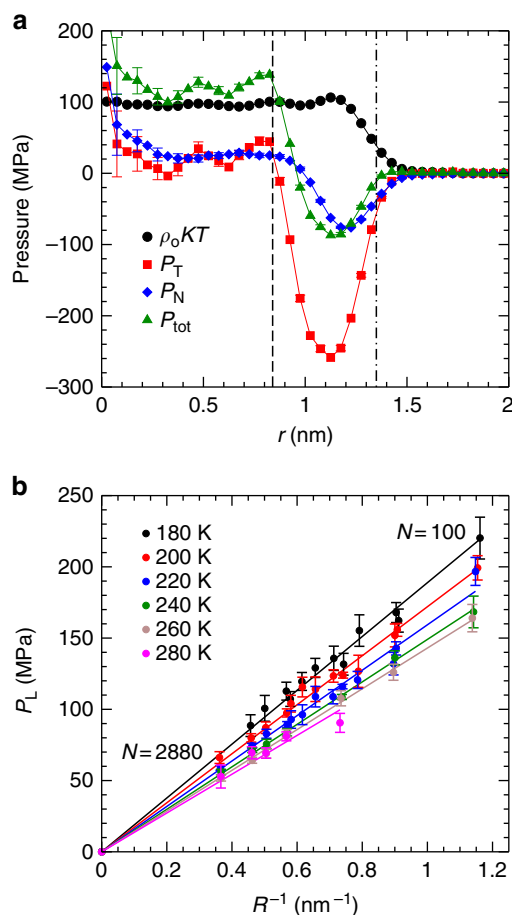 a
200
100
0
−100
−200
−300
Pressure (MPa)
ρoKT
PT
PN
Ptot
0 0.5 1 1.5 2
r (nm)
b
250
200
150
100
50
0
PL (MPa)
180 K
200 K
220 K
240 K
260 K
280 K
N = 100
N = 2880
0 0.2 0.4 0.6 0.8 1 1.2
R−1 (nm−1)